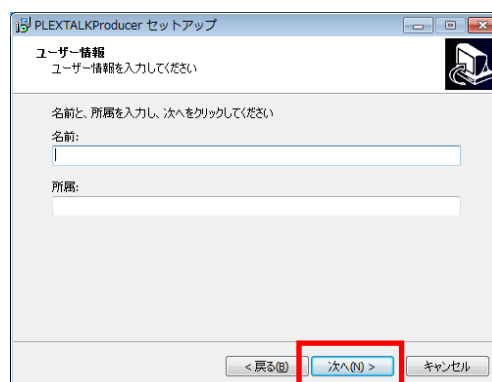 PLEXTALKProducer セットアップ
ユーザー情報
ユーザー情報を入力してください
名前と、所属を入力し、次へをクリックしてください
名前:
所属:
< 戻る(B)
次へ(N) >
キャンセル